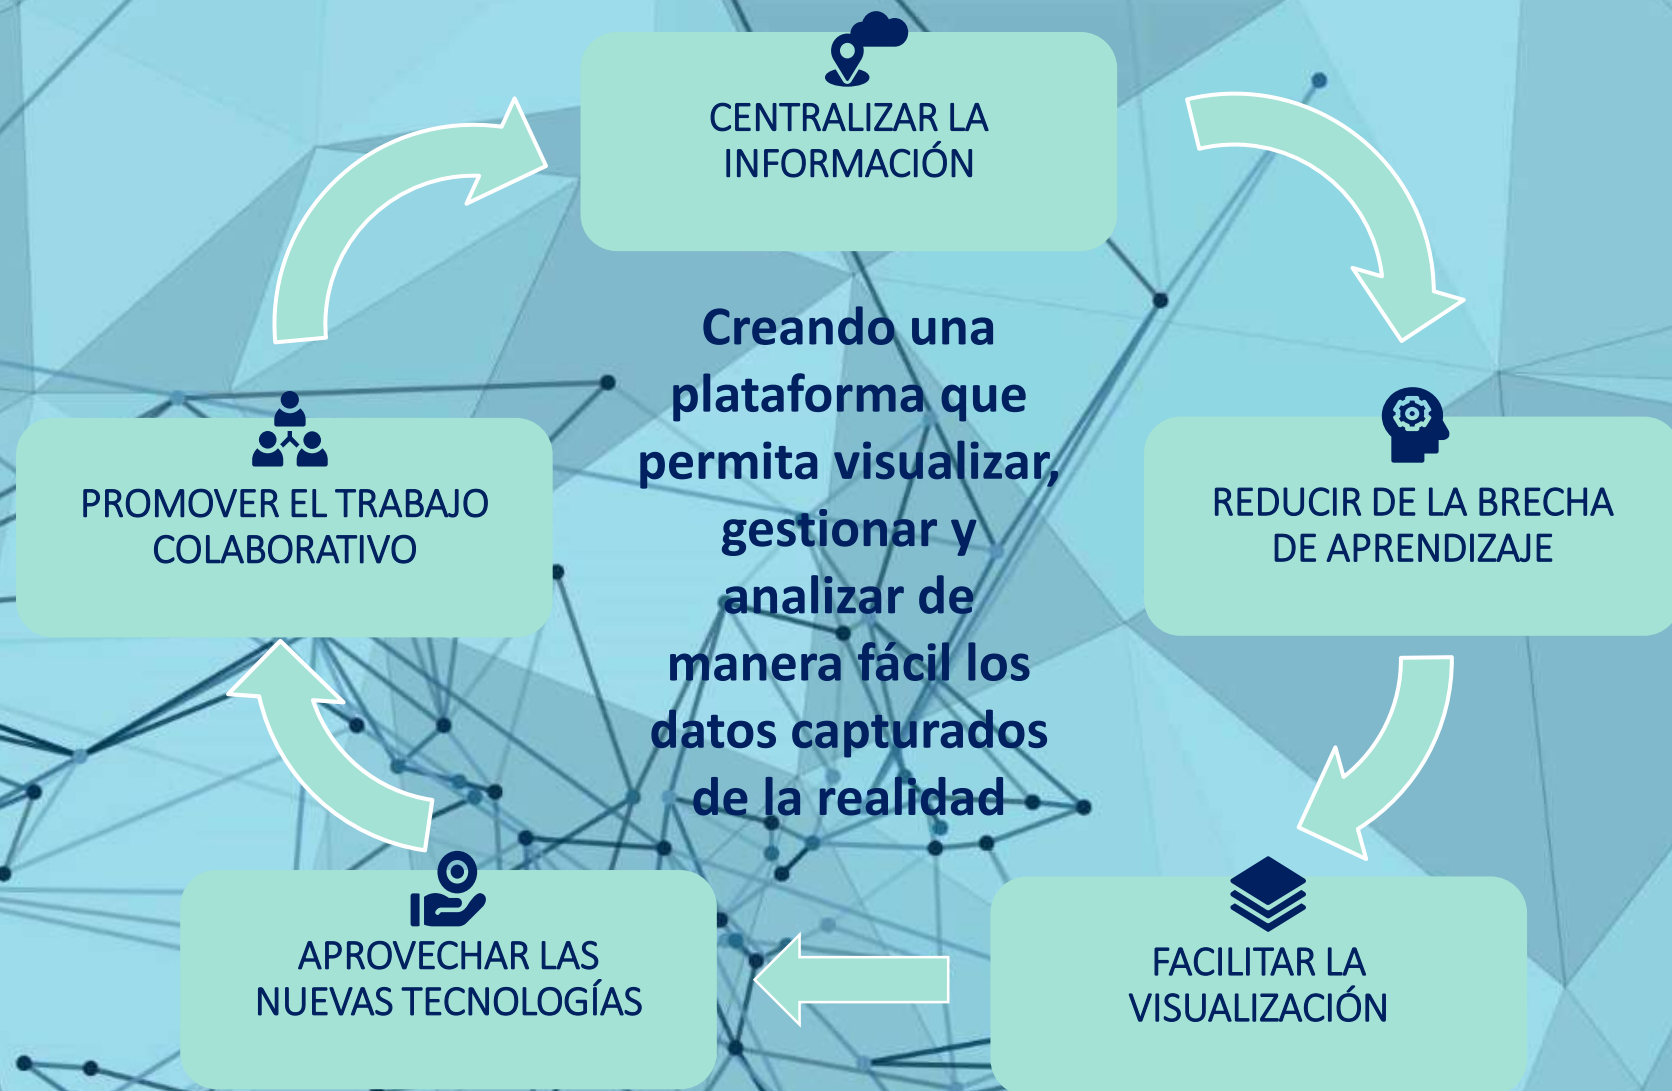 CENTRALIZAR LA
INFORMACIÓN
Creando una
plataforma que
permita visualizar,
gestionar y
analizar de
manera fácil los
datos capturados
de la realidad
PROMOVER EL TRABAJO
COLABORATIVO
REDUCIR DE LA BRECHA
DE APRENDIZAJE
APROVECHAR LAS
NUEVAS TECNOLOGÍAS
FACILITAR LA
VISUALIZACIÓN